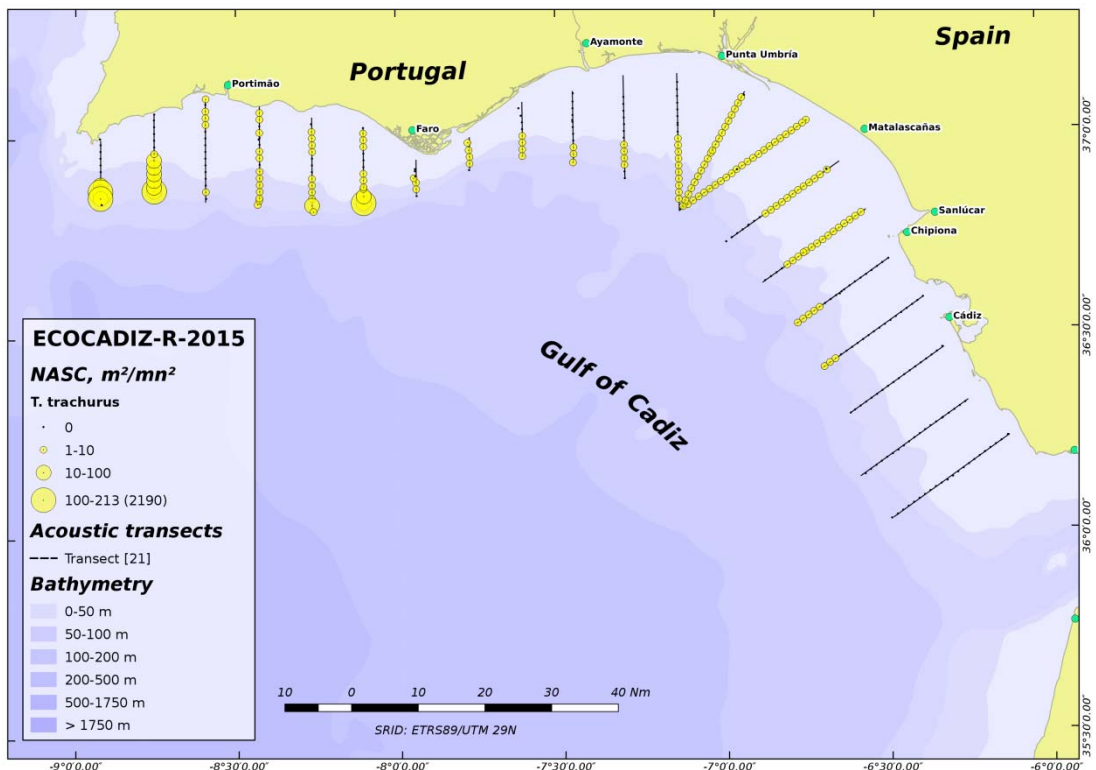 Spain
Ayamonte
Punta Umbría
Portugal
Portimão
Faro
Matalascañas
37°0'0.00"
Sanlúcar
Chipiona
Cádiz
36°30'0.00"
Gulf of Cadiz
ECOCADIZ-R-2015
NASC, m²/mn²
T. trachurus
0
1-10
10-100
100-213 (2190)
Acoustic transects
Transect [21]
36°0'0.00"
Bathymetry
0-50 m
50-100 m
100-200 m
200-500 m
500-1750 m
> 1750 m
10 0 10 20 30 40 Nm
SRID: ETRS89/UTM 29N
35°30'0.00"
-9°0'0.00" -8°30'0.00" -8°0'0.00" -7°30'0.00" -7°0'0.00" -6°30'0.00" -6°0'0.00"